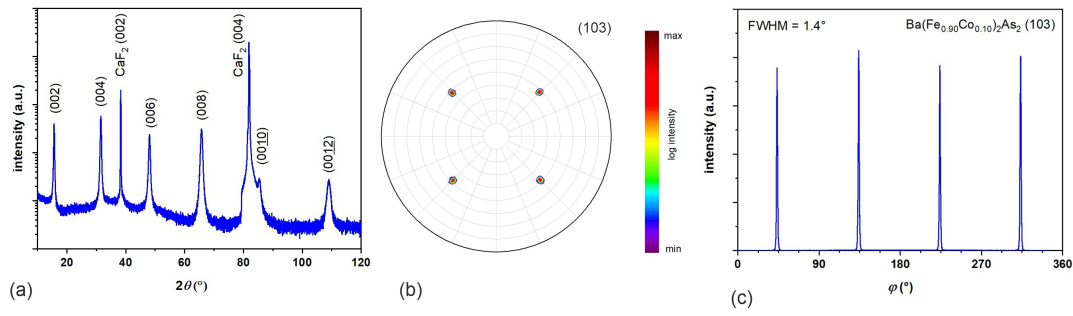 intensity (a.u.)
(002)
(004)
CaF2 (002)
(006)
(008)
CaF2 (004)
(0010)
(0012)
20 40 60 80 100 120
2θ (°)
(a)
(103)
max
log intensity
min
(b)
FWHM = 1.4°
Ba(Fe0.90Co0.10)2As2 (103)
intensity (a.u.)
0 90 180 270 360
φ (°)
(c)